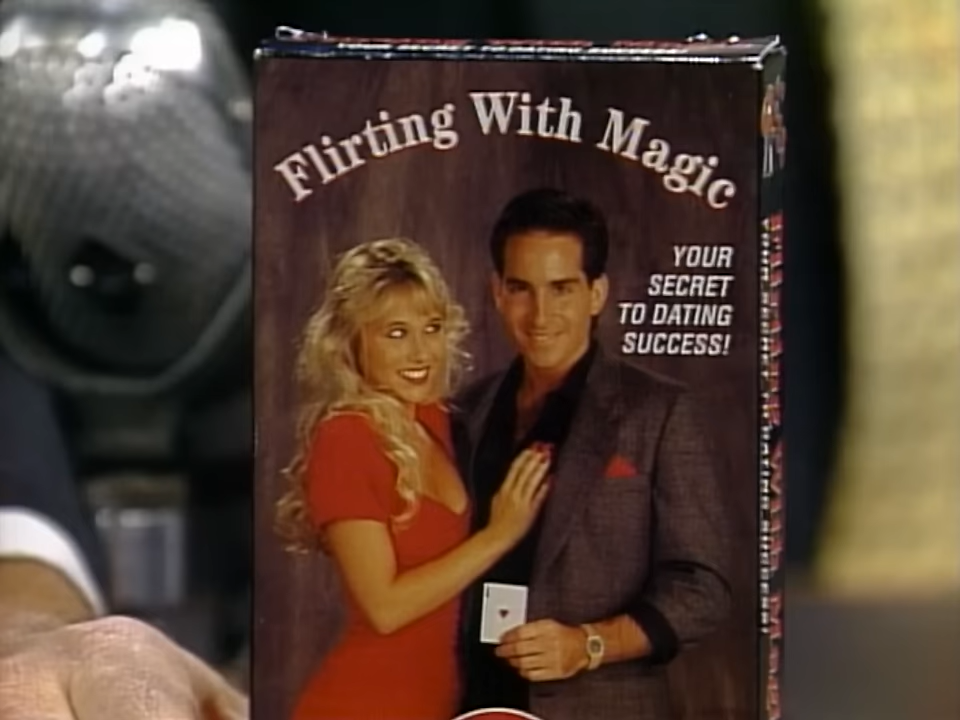 Flirting With Magic
YOUR
SECRET
TO DATING
SUCCESS!